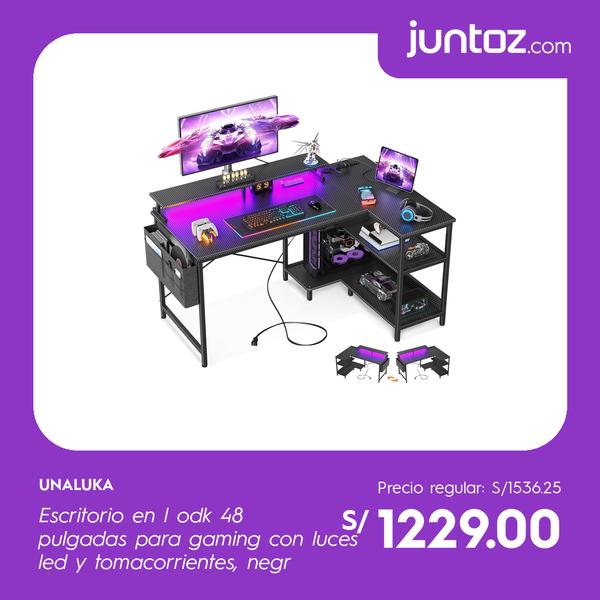 juntoz.com
UNALUKA
Precio regular: S/1536.25
Escritorio en l odk 48
pulgadas para gaming con luces
led y tomacorrientes, negr
S/ 1229.00